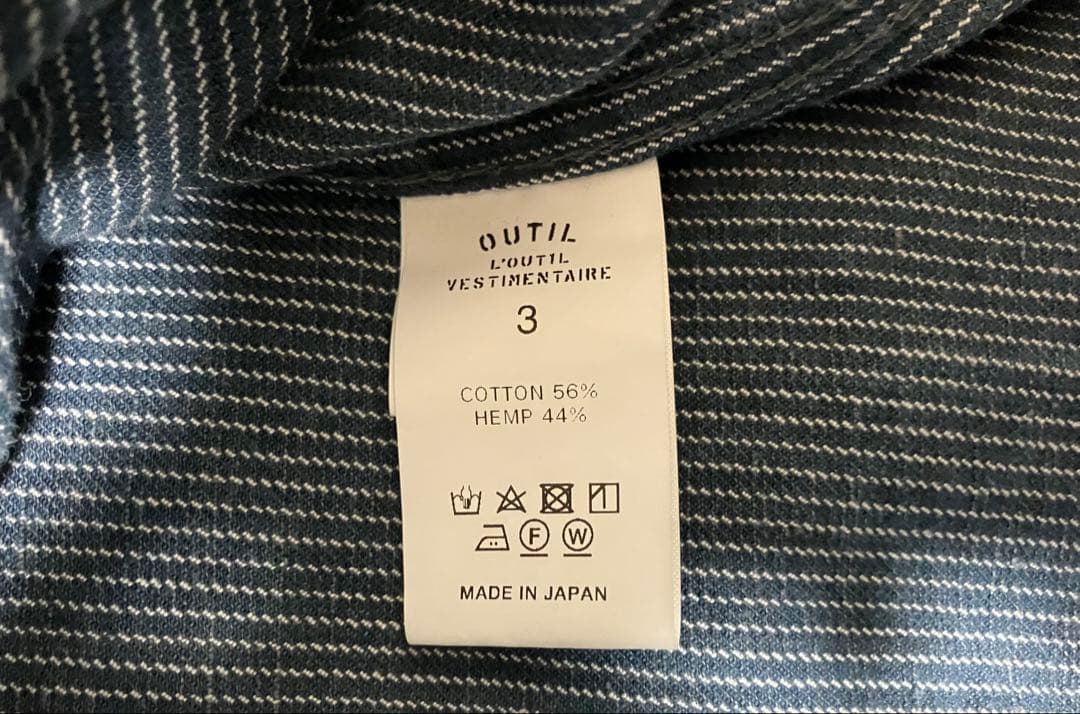 OUTIL
L'OUTIL
VESTIMENTAIRE
3
COTTON 56%
HEMP 44%
F W
MADE IN JAPAN